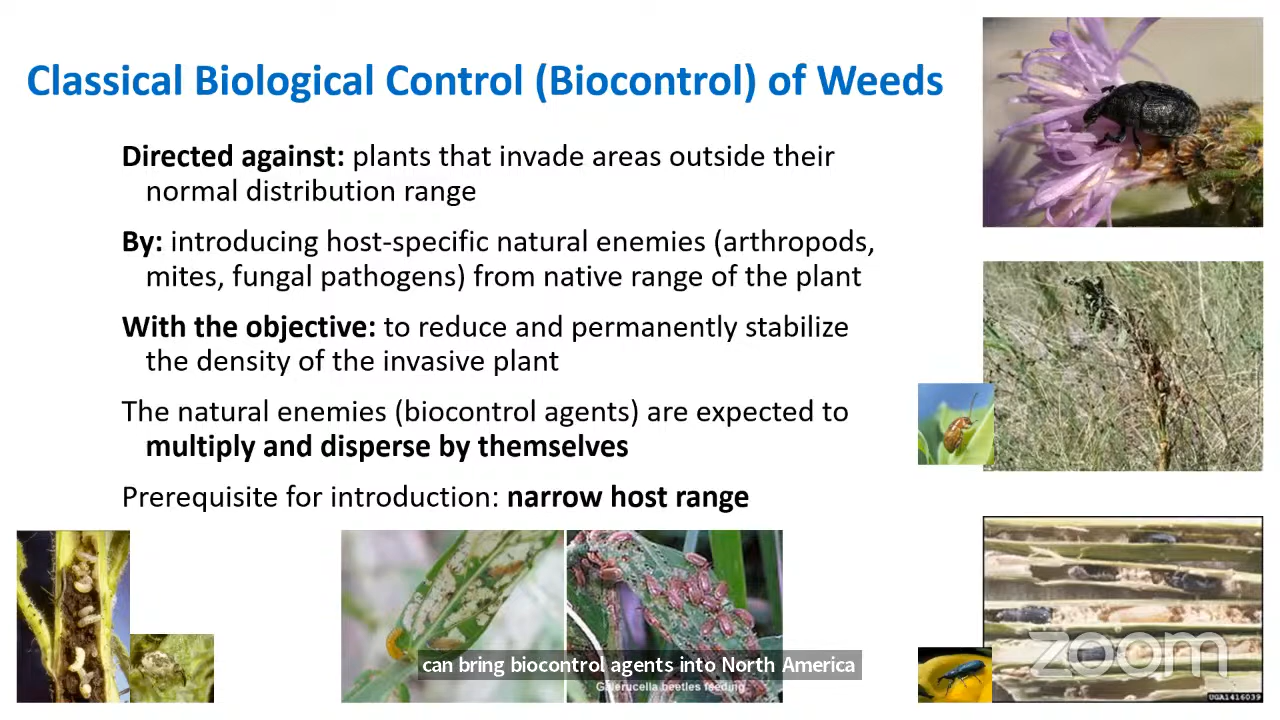 Classical Biological Control (Biocontrol) of Weeds
Directed against: plants that invade areas outside their
normal distribution range
By: introducing host-specific natural enemies (arthropods,
mites, fungal pathogens) from native range of the plant
With the objective: to reduce and permanently stabilize
the density of the invasive plant
The natural enemies (biocontrol agents) are expected to
multiply and disperse by themselves
Prerequisite for introduction: narrow host range
can bring biocontrol agents into North America
Galerucella beetles feeding
zoom
UGA1416039